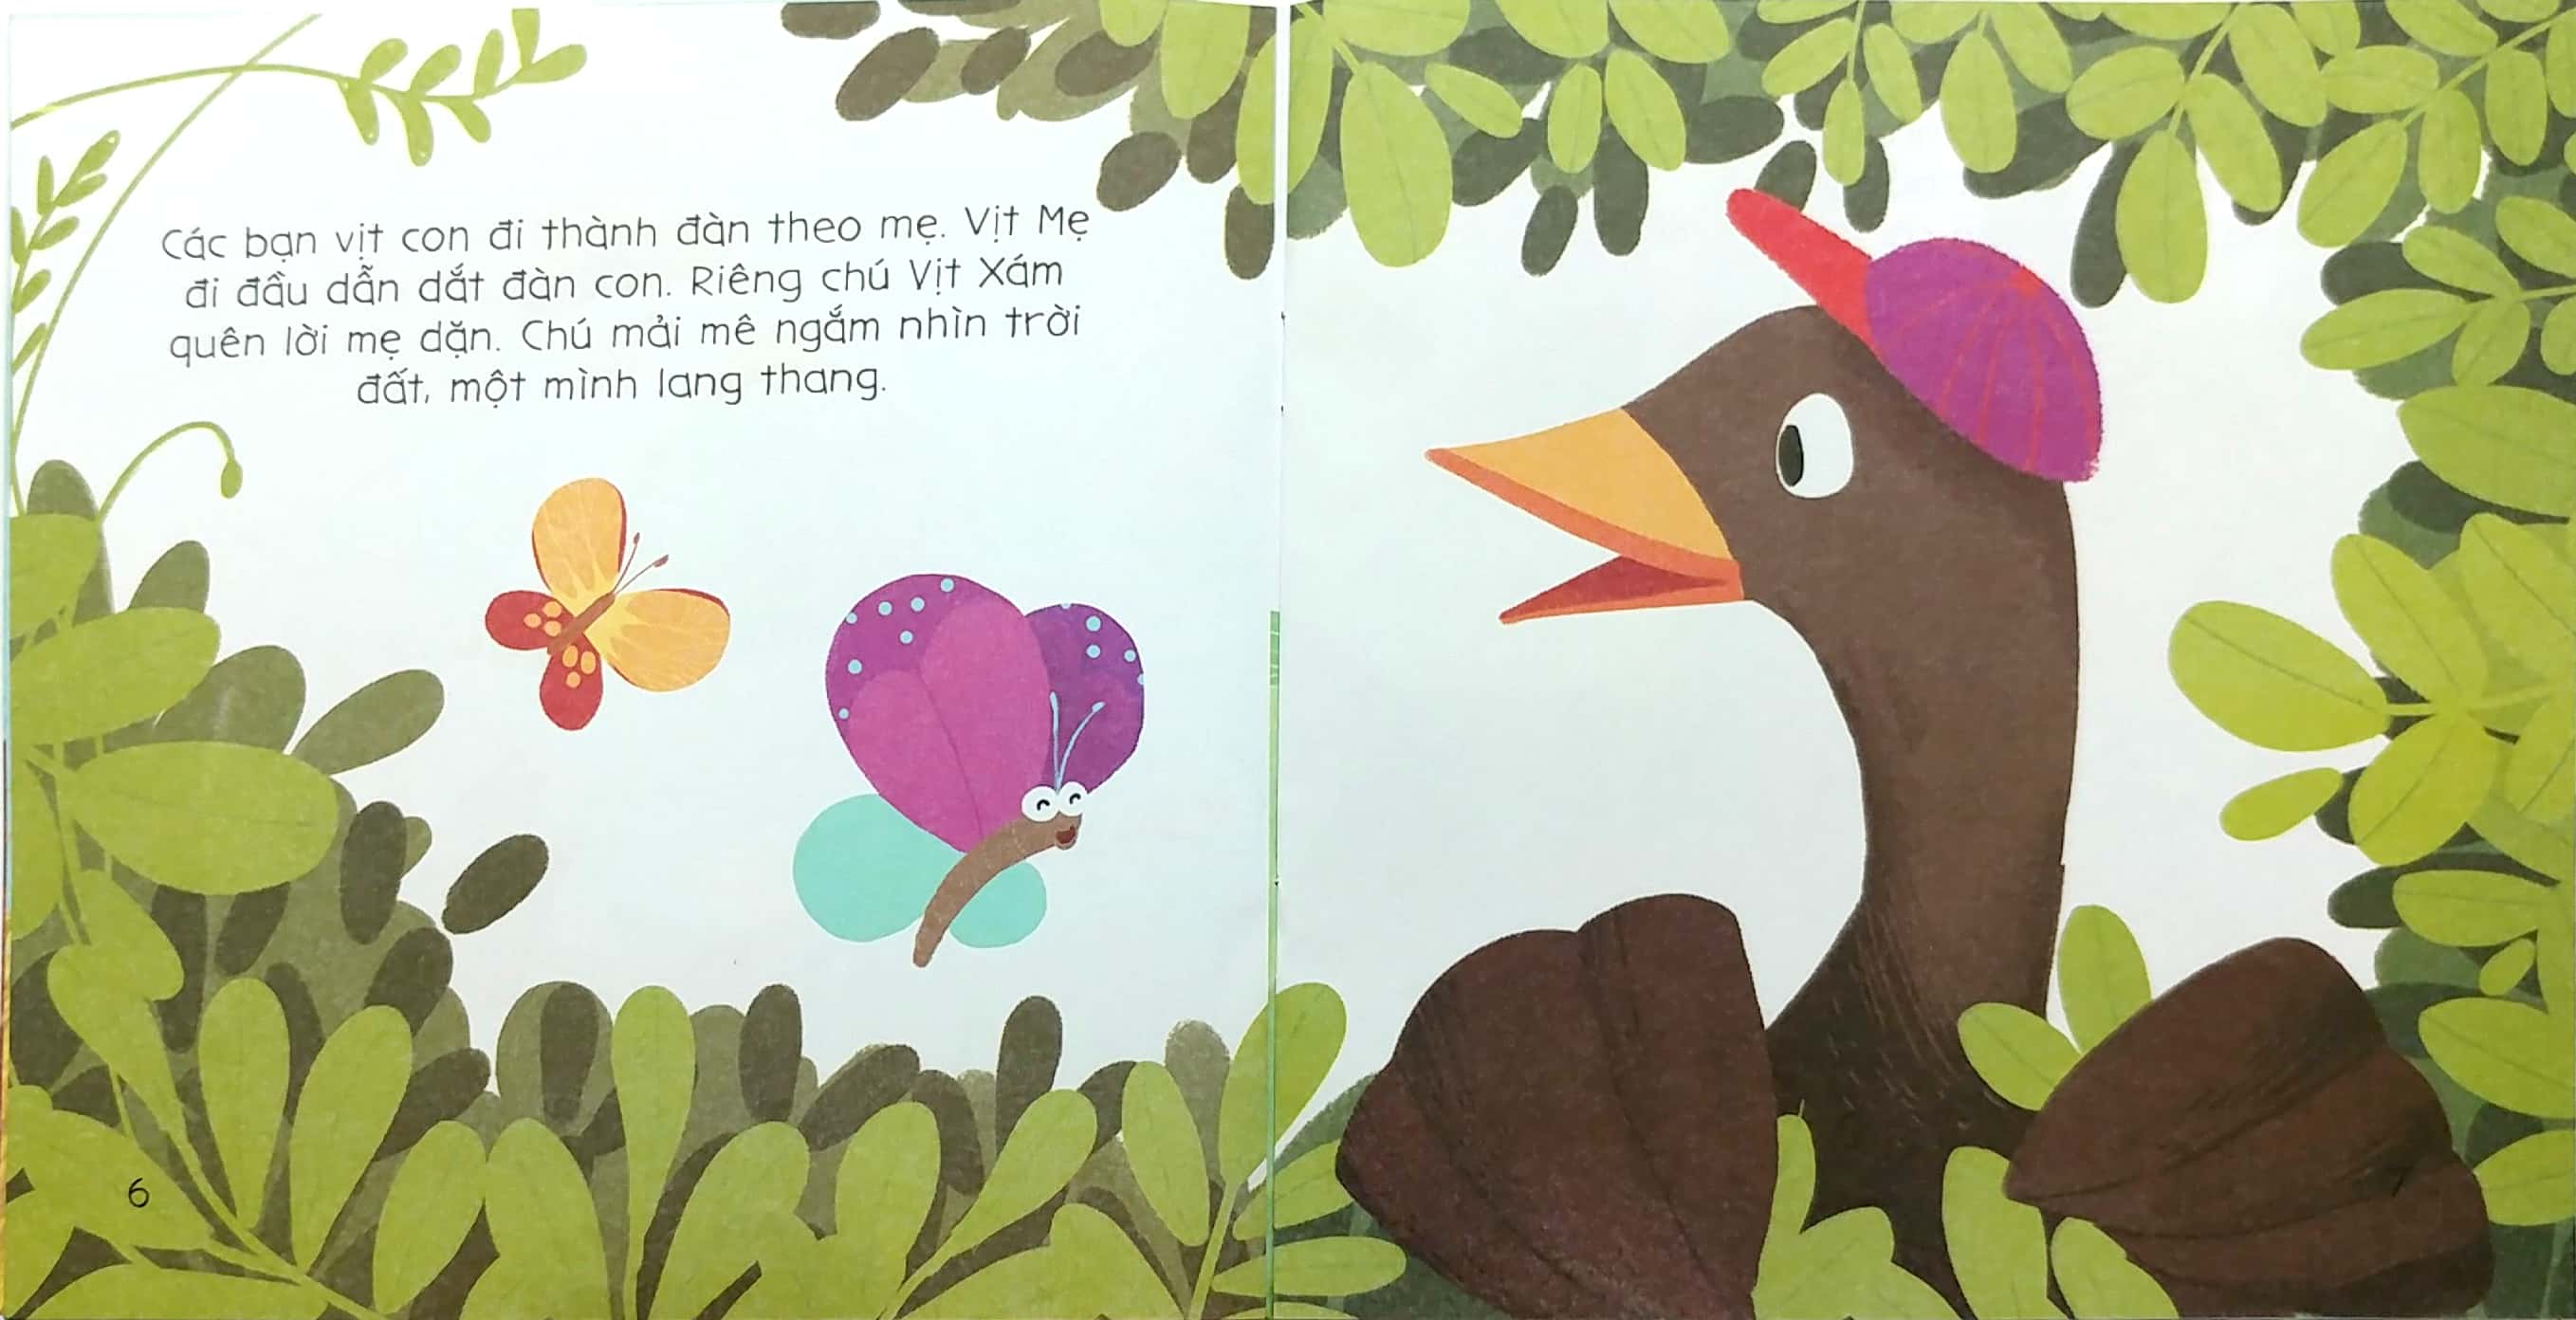 Các bạn vịt con đi thành đàn theo mẹ. Vịt Mẹ
đi đầu dẫn dắt đàn con. Riêng chú Vịt Xám
quên lời mẹ dặn. Chú mải mê ngắm nhìn trời
đất, một mình lang thang.
6
7